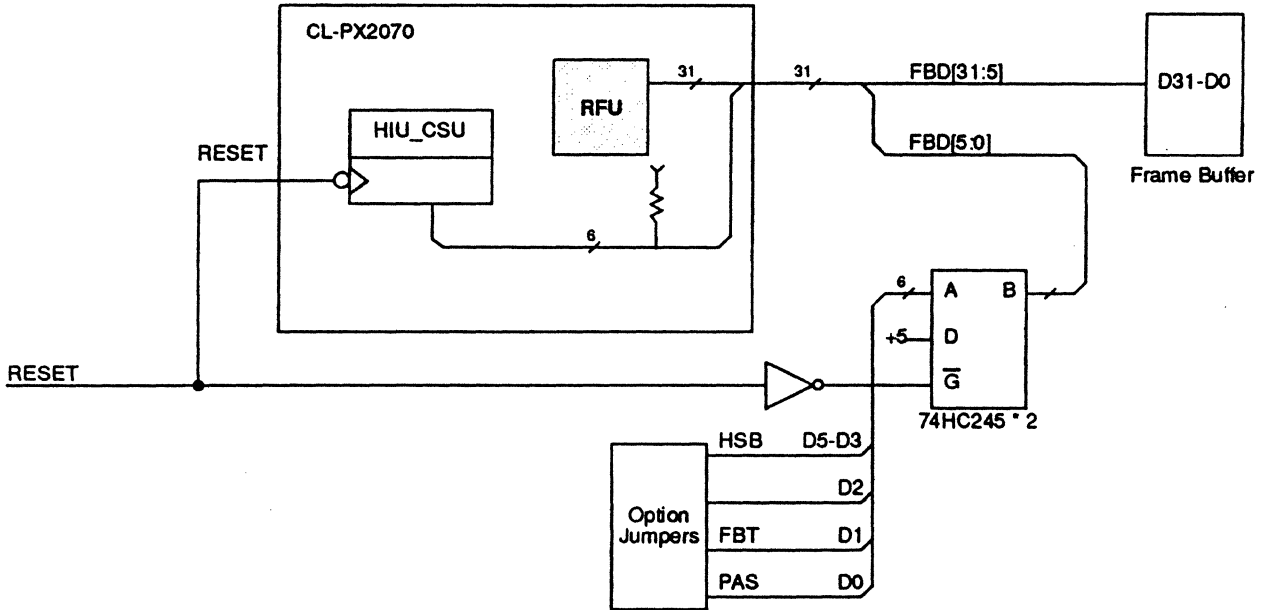 CL-PX2070
31
31
FBD[31:5]
D31-D0
RFU
HIU_CSU
FBD[5:0]
RESET
Frame Buffer
6
6
A
B
+5
D
RESET
G
74HC245 * 2
HSB
D5-D3
D2
Option
Jumpers
FBT
D1
PAS
D0